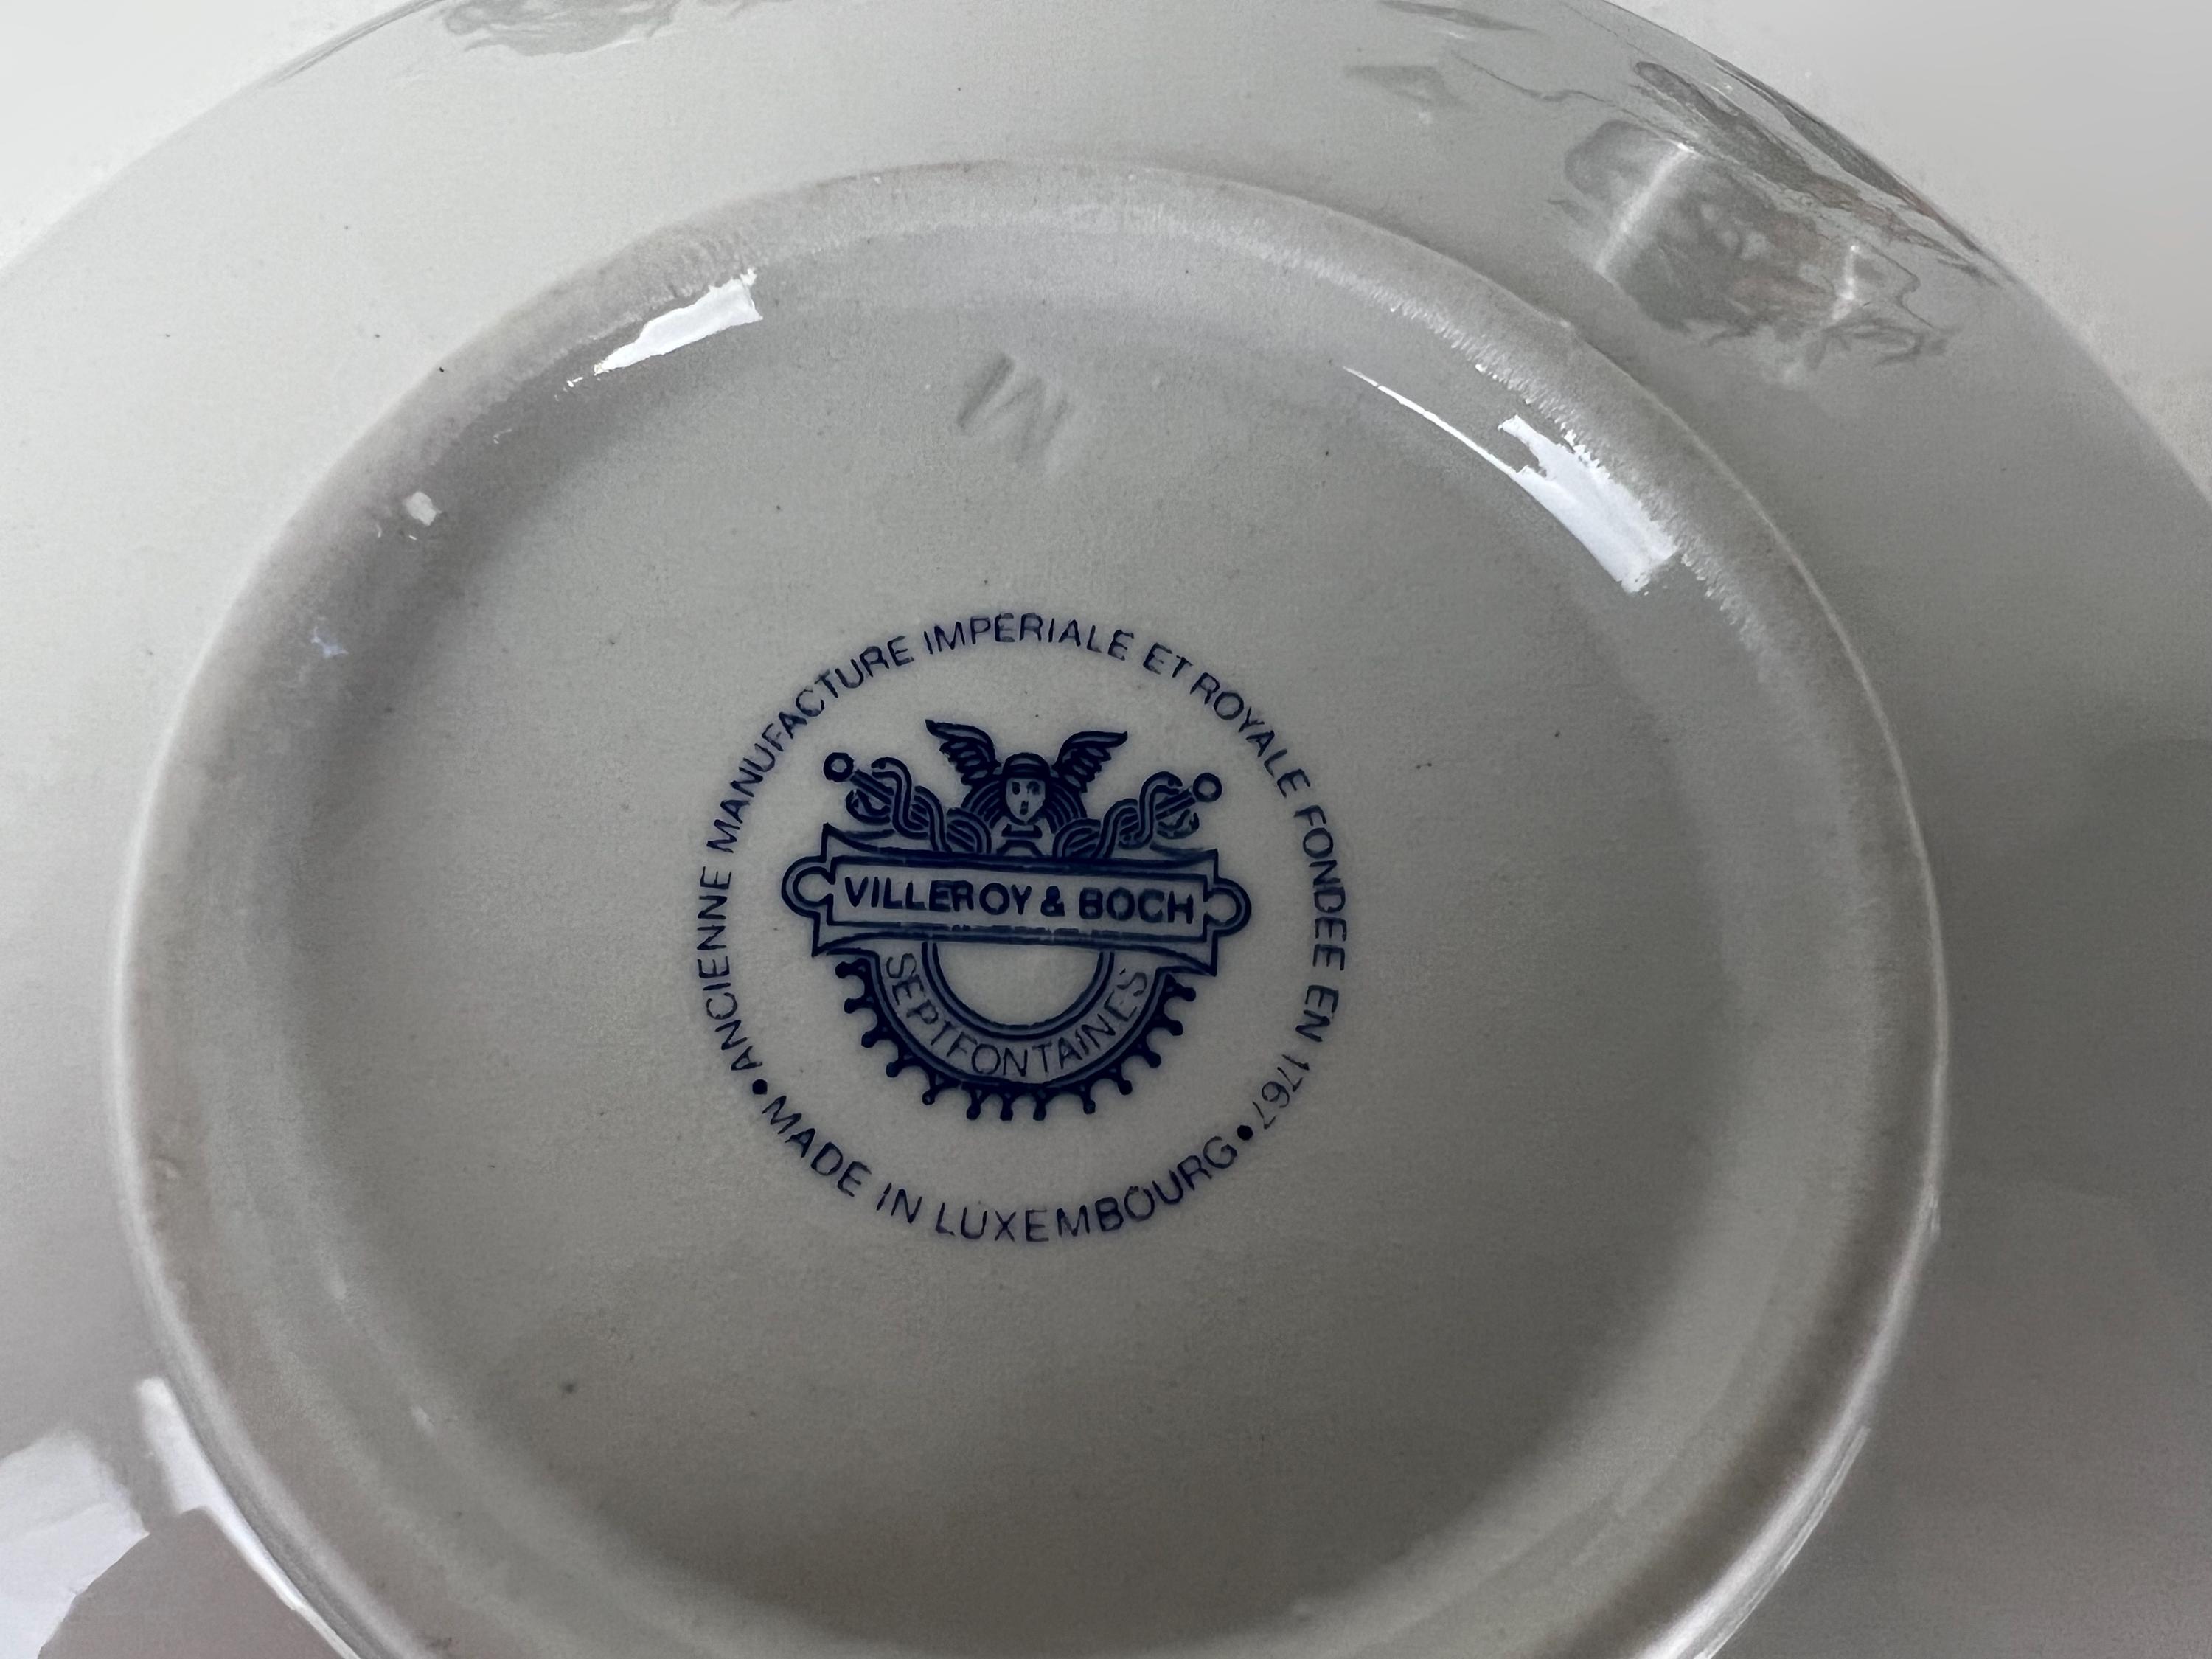 M
ANCIENNE MANUFACTURE IMPERIALE ET ROYALE FONDEE EN 1767
VILLEROY & BOCH
SEPTFONTAINES
• MADE IN LUXEMBOURG •